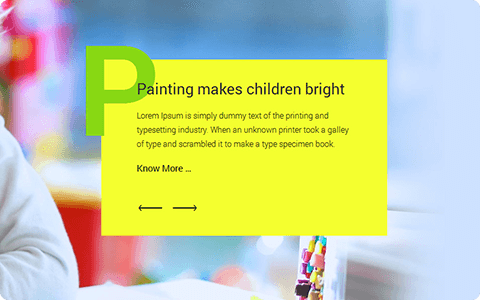 P
Painting makes children bright
Lorem Ipsum is simply dummy text of the printing and
typesetting industry. When an unknown printer took a galley
of type and scrambled it to make a type specimen book.
Know More ...